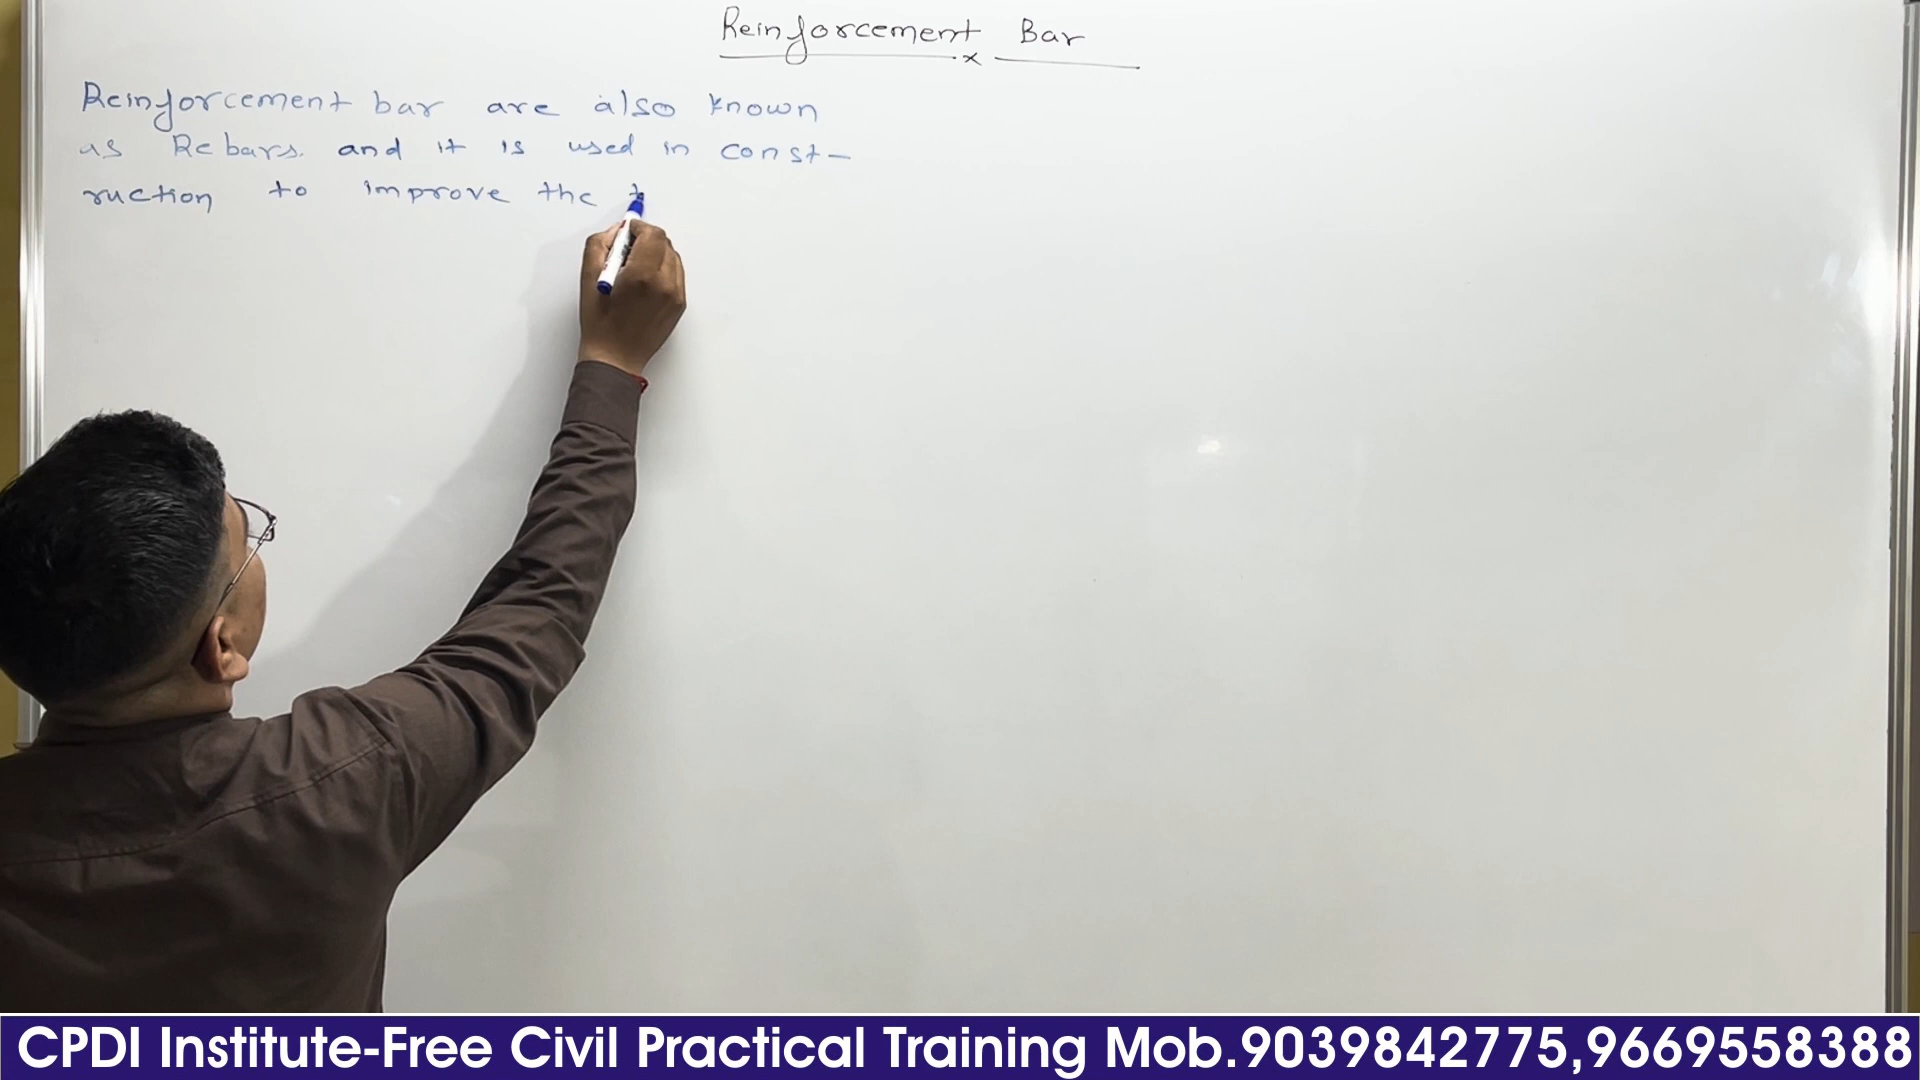 Reinforcement Bar
x
Reinforcement bar are also known
as Rebars. and it is used in const-
ruction to improve the t
CPDI Institute-Free Civil Practical Training Mob.9039842775,9669558388